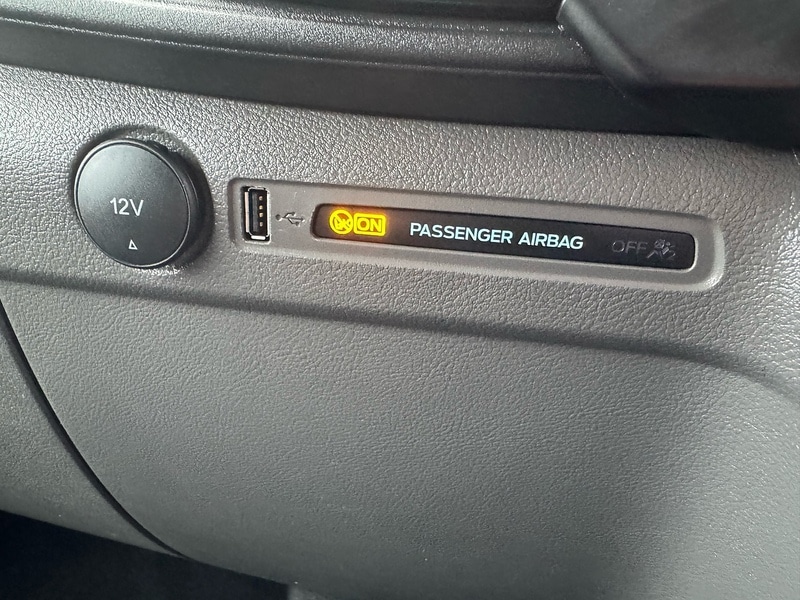 12V
ON PASSENGER AIRBAG OFF